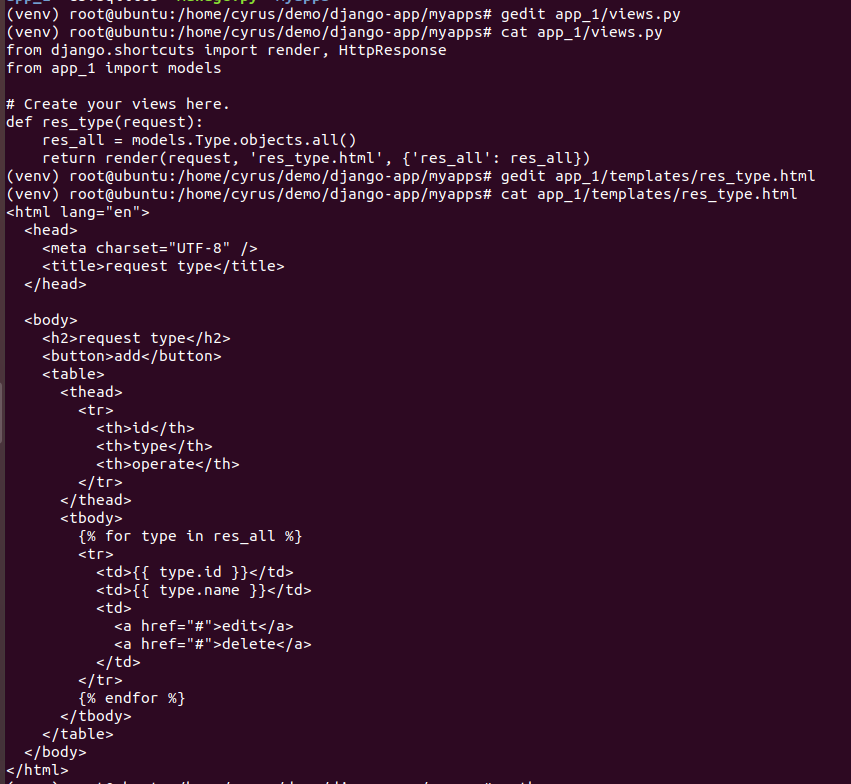 (venv) root@ubuntu:/home/cyrus/demo/django-app/myapps# gedit app_1/views.py
(venv) root@ubuntu:/home/cyrus/demo/django-app/myapps# cat app_1/views.py
from django.shortcuts import render, HttpResponse
from app_1 import models

# Create your views here.
def res_type(request):
    res_all = models.Type.objects.all()
    return render(request, 'res_type.html', {'res_all': res_all})
(venv) root@ubuntu:/home/cyrus/demo/django-app/myapps# gedit app_1/templates/res_type.html
(venv) root@ubuntu:/home/cyrus/demo/django-app/myapps# cat app_1/templates/res_type.html
<html lang="en">
  <head>
    <meta charset="UTF-8" />
    <title>request type</title>
  </head>

  <body>
    <h2>request type</h2>
    <button>add</button>
    <table>
      <thead>
        <tr>
          <th>id</th>
          <th>type</th>
          <th>operate</th>
        </tr>
      </thead>
      <tbody>
        {% for type in res_all %}
        <tr>
          <td>{{ type.id }}</td>
          <td>{{ type.name }}</td>
          <td>
            <a href="#">edit</a>
            <a href="#">delete</a>
          </td>
        </tr>
        {% endfor %}
      </tbody>
    </table>
  </body>
</html>